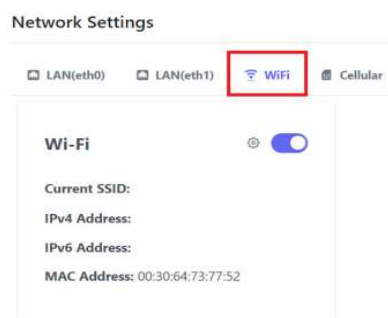 Network Settings
LAN(eth0) LAN(eth1) WiFi Cellular
Wi-Fi
Current SSID:
IPv4 Address:
IPv6 Address:
MAC Address: 00:30:64:73:77:52